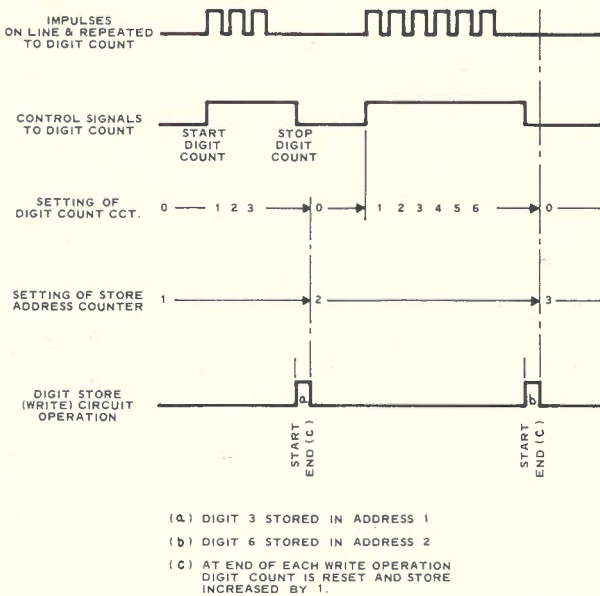 IMPULSES
ON LINE & REPEATED
TO DIGIT COUNT
CONTROL SIGNALS
TO DIGIT COUNT
START
DIGIT
COUNT
STOP
DIGIT
COUNT
SETTING OF
DIGIT COUNT CCT.
0 1 2 3 0 1 2 3 4 5 6 0
SETTING OF STORE
ADDRESS COUNTER
1 2 3
DIGIT STORE
(WRITE) CIRCUIT
OPERATION
a b
START
END (C)
START
END (C)
(a) DIGIT 3 STORED IN ADDRESS 1
(b) DIGIT 6 STORED IN ADDRESS 2
(C) AT END OF EACH WRITE OPERATION
DIGIT COUNT IS RESET AND STORE
INCREASED BY 1.